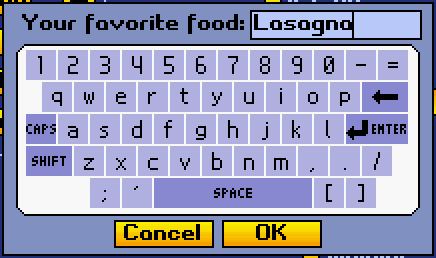 Your favorite food: Lasagna
1 2 3 4 5 6 7 8 9 0 - =
q w e r t y u i o p ←
CAPS a s d f g h j k l ↵ ENTER
SHIFT z x c v b n m , . /
; ´ SPACE [ ]
Cancel OK